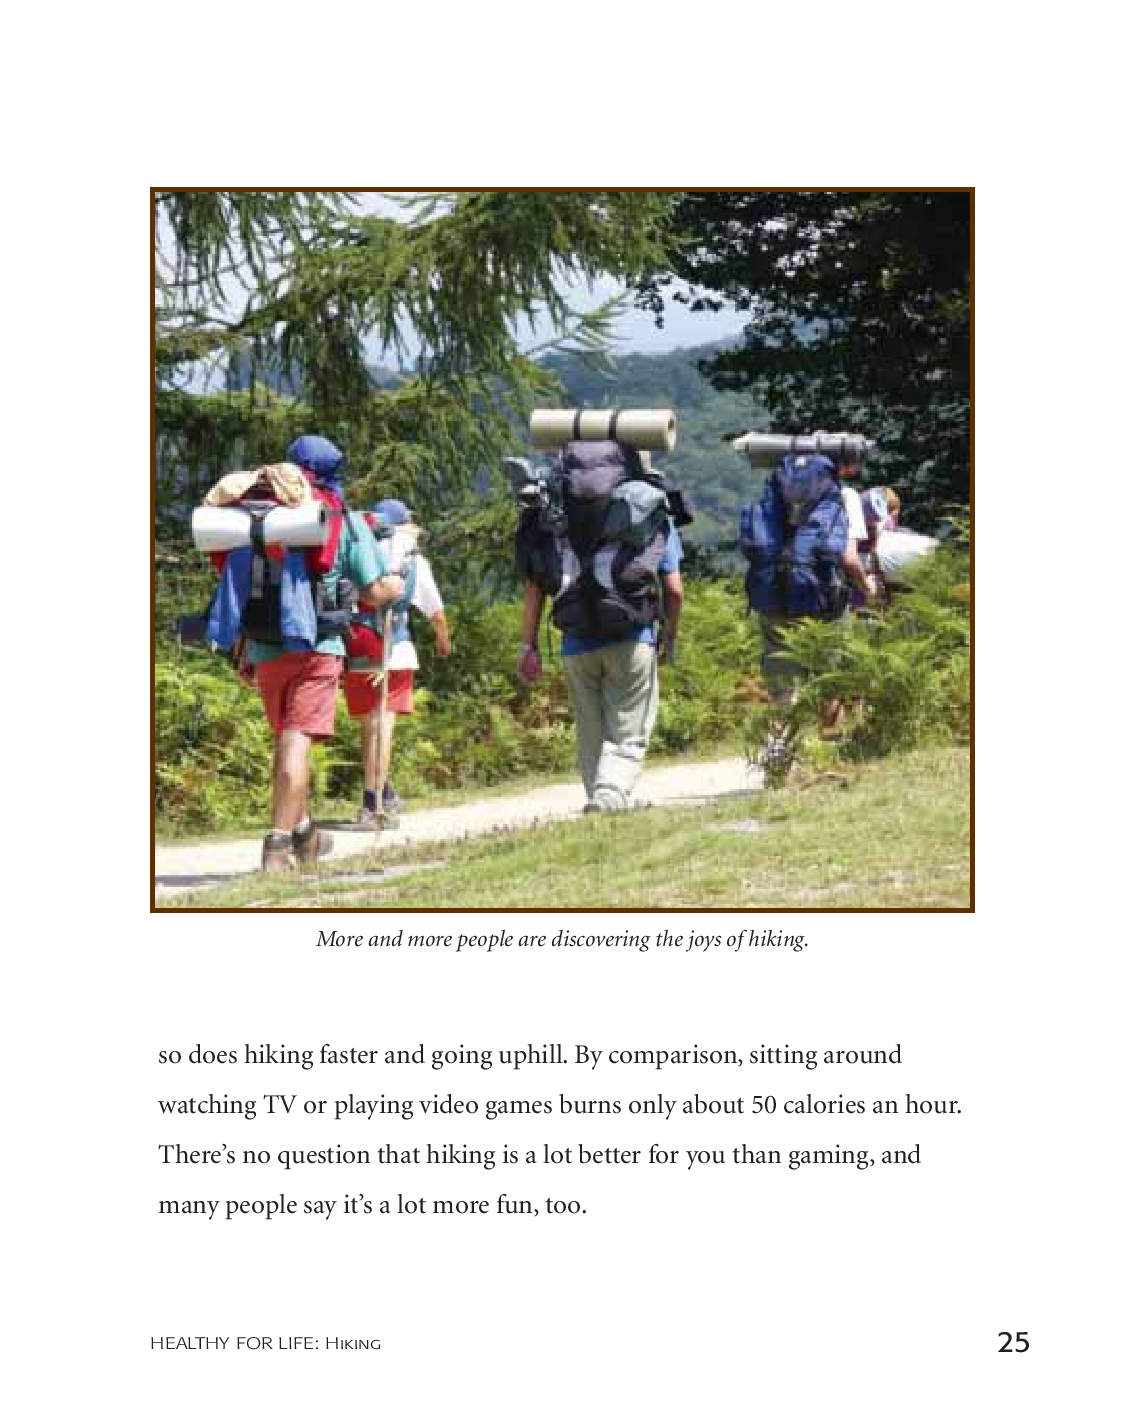 More and more people are discovering the joys of hiking.
so does hiking faster and going uphill. By comparison, sitting around
watching TV or playing video games burns only about 50 calories an hour.
There’s no question that hiking is a lot better for you than gaming, and
many people say it’s a lot more fun, too.
HEALTHY FOR LIFE: Hiking
25